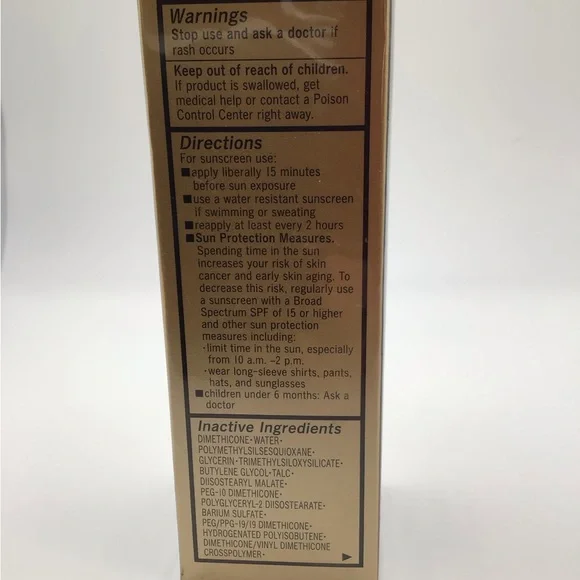 Warnings
Stop use and ask a doctor if
rash occurs
Keep out of reach of children.
If product is swallowed, get
medical help or contact a Poison
Control Center right away.
Directions
For sunscreen use:
■apply liberally 15 minutes
before sun exposure
■use a water resistant sunscreen
if swimming or sweating
■reapply at least every 2 hours
■Sun Protection Measures.
Spending time in the sun
increases your risk of skin
cancer and early skin aging. To
decrease this risk, regularly use
a sunscreen with a Broad
Spectrum SPF of 15 or higher
and other sun protection
measures including:
·limit time in the sun, especially
from 10 a.m. –2 p.m.
·wear long-sleeve shirts, pants,
hats, and sunglasses
■children under 6 months: Ask a
doctor
Inactive Ingredients
DIMETHICONE·WATER·
POLYMETHYLSILSESQUIOXANE·
GLYCERIN·TRIMETHYLSILOXYSILICATE·
BUTYLENE GLYCOL·TALC·
DIISOSTEARYL MALATE·
PEG-10 DIMETHICONE·
POLYGLYCERYL-2 DIISOSTEARATE·
BARIUM SULFATE·
PEG/PPG-19/19 DIMETHICONE·
HYDROGENATED POLYISOBUTENE·
DIMETHICONE/VINYL DIMETHICONE
CROSSPOLYMER·